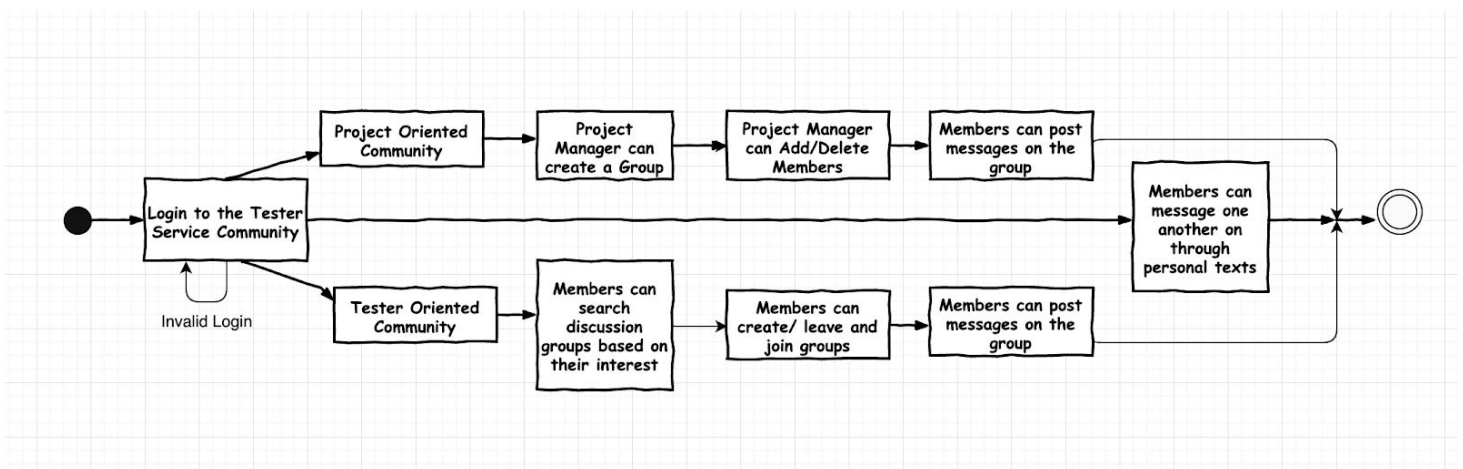 Project Oriented
Community
Project
Manager can
create a Group
Project Manager
can Add/Delete
Members
Members can post
messages on the
group
Login to the Tester
Service Community
Members can
message one
another on
through
personal texts
Invalid Login
Tester Oriented
Community
Members can
search
discussion
groups based on
their interest
Members can
create/ leave and
join groups
Members can post
messages on the
group